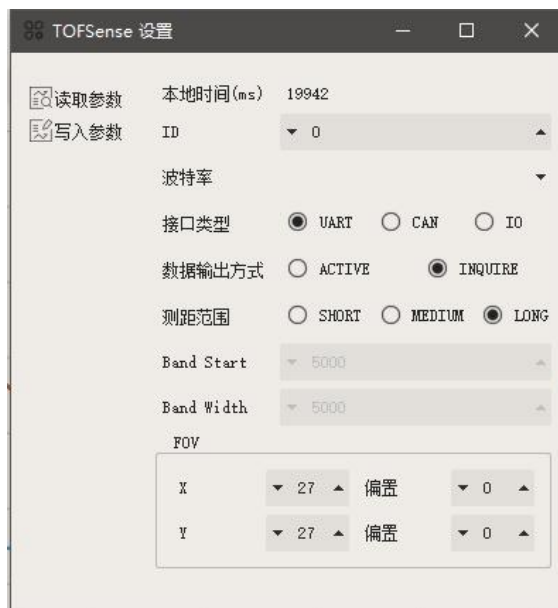 TOFSense 设置
读取参数
写入参数
本地时间(ms) 19942
ID 0
波特率
接口类型 UART CAN IO
数据输出方式 ACTIVE INQUIRE
测距范围 SHORT MEDIUM LONG
Band Start 5000
Band Width 5000
FOV
X 27 偏置 0
Y 27 偏置 0